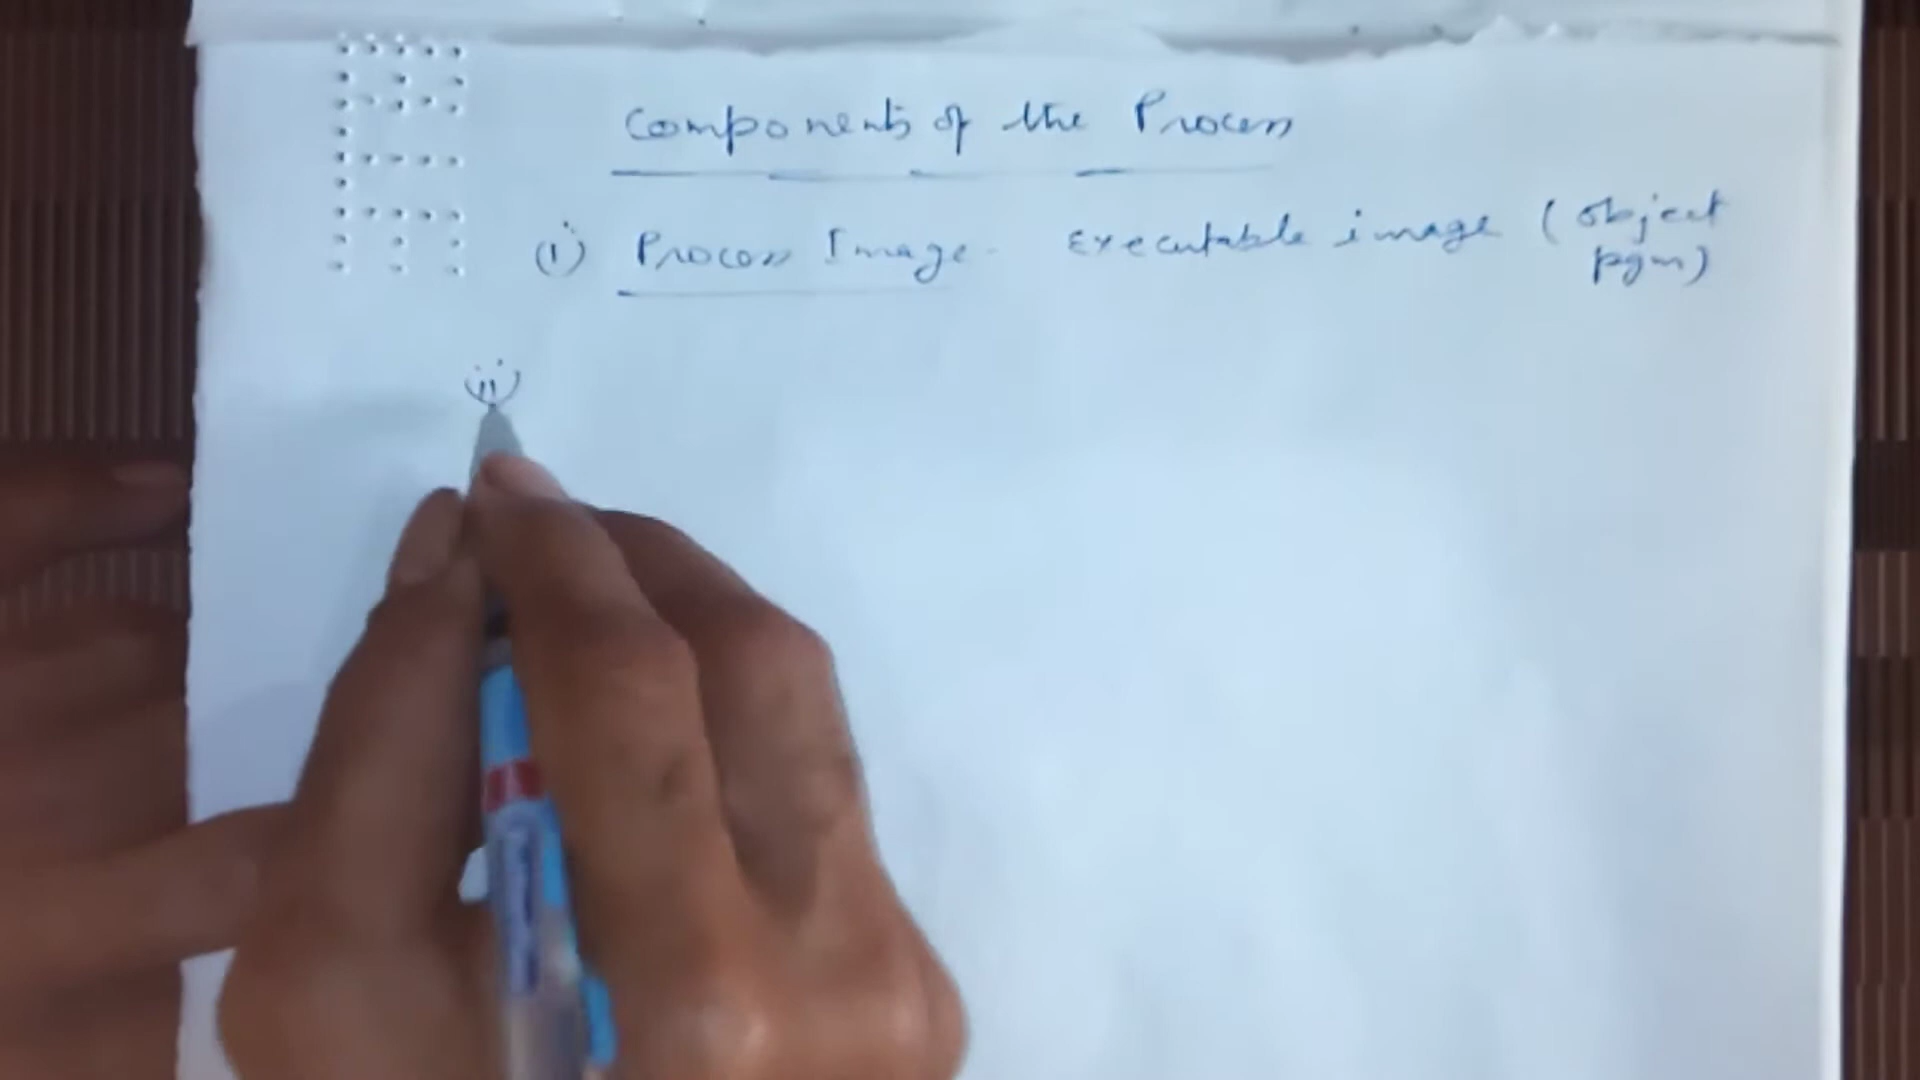 Components of the Process
(i) Process Image - Executable image (object
pgm)
(ii)